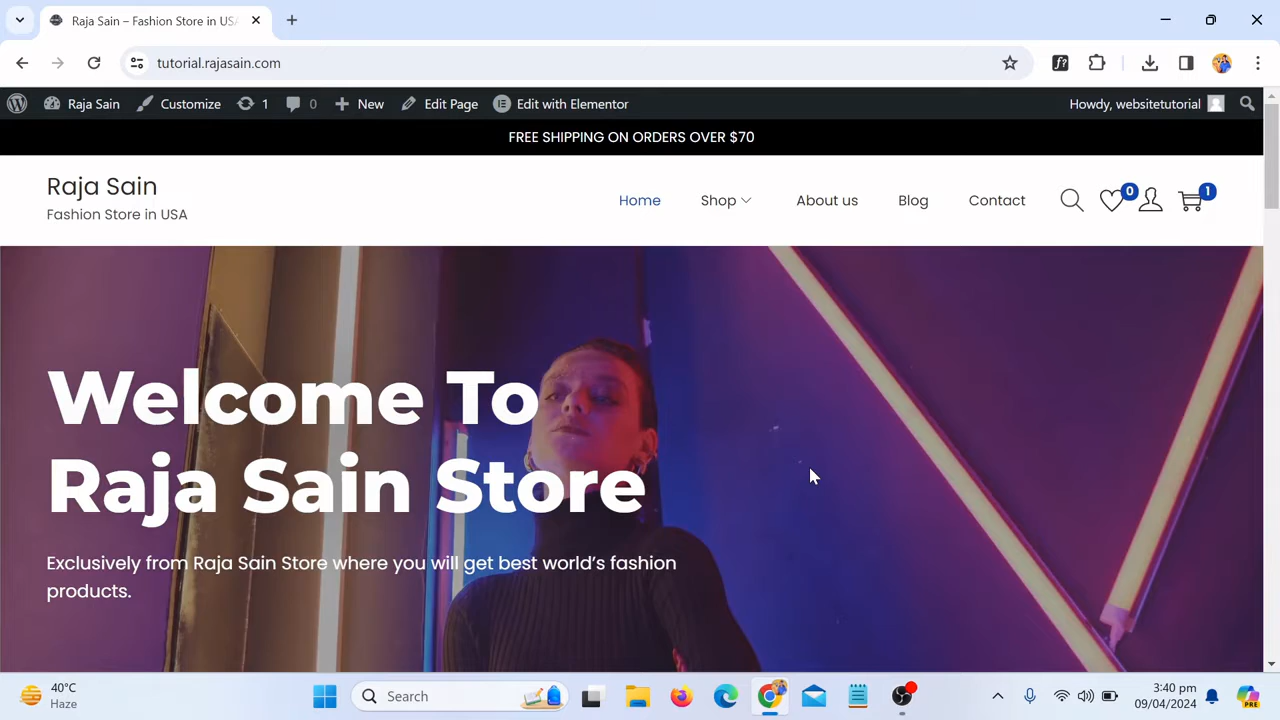 Raja Sain – Fashion Store in USA
tutorial.rajasain.com
Raja Sain Customize 1 0 New Edit Page Edit with Elementor Howdy, websitetutorial
FREE SHIPPING ON ORDERS OVER $70
Raja Sain
Fashion Store in USA
Home Shop About us Blog Contact 0 1
Welcome To
Raja Sain Store
Exclusively from Raja Sain Store where you will get best world’s fashion
products.
40°C
Haze
Search
3:40 pm
09/04/2024
PRE